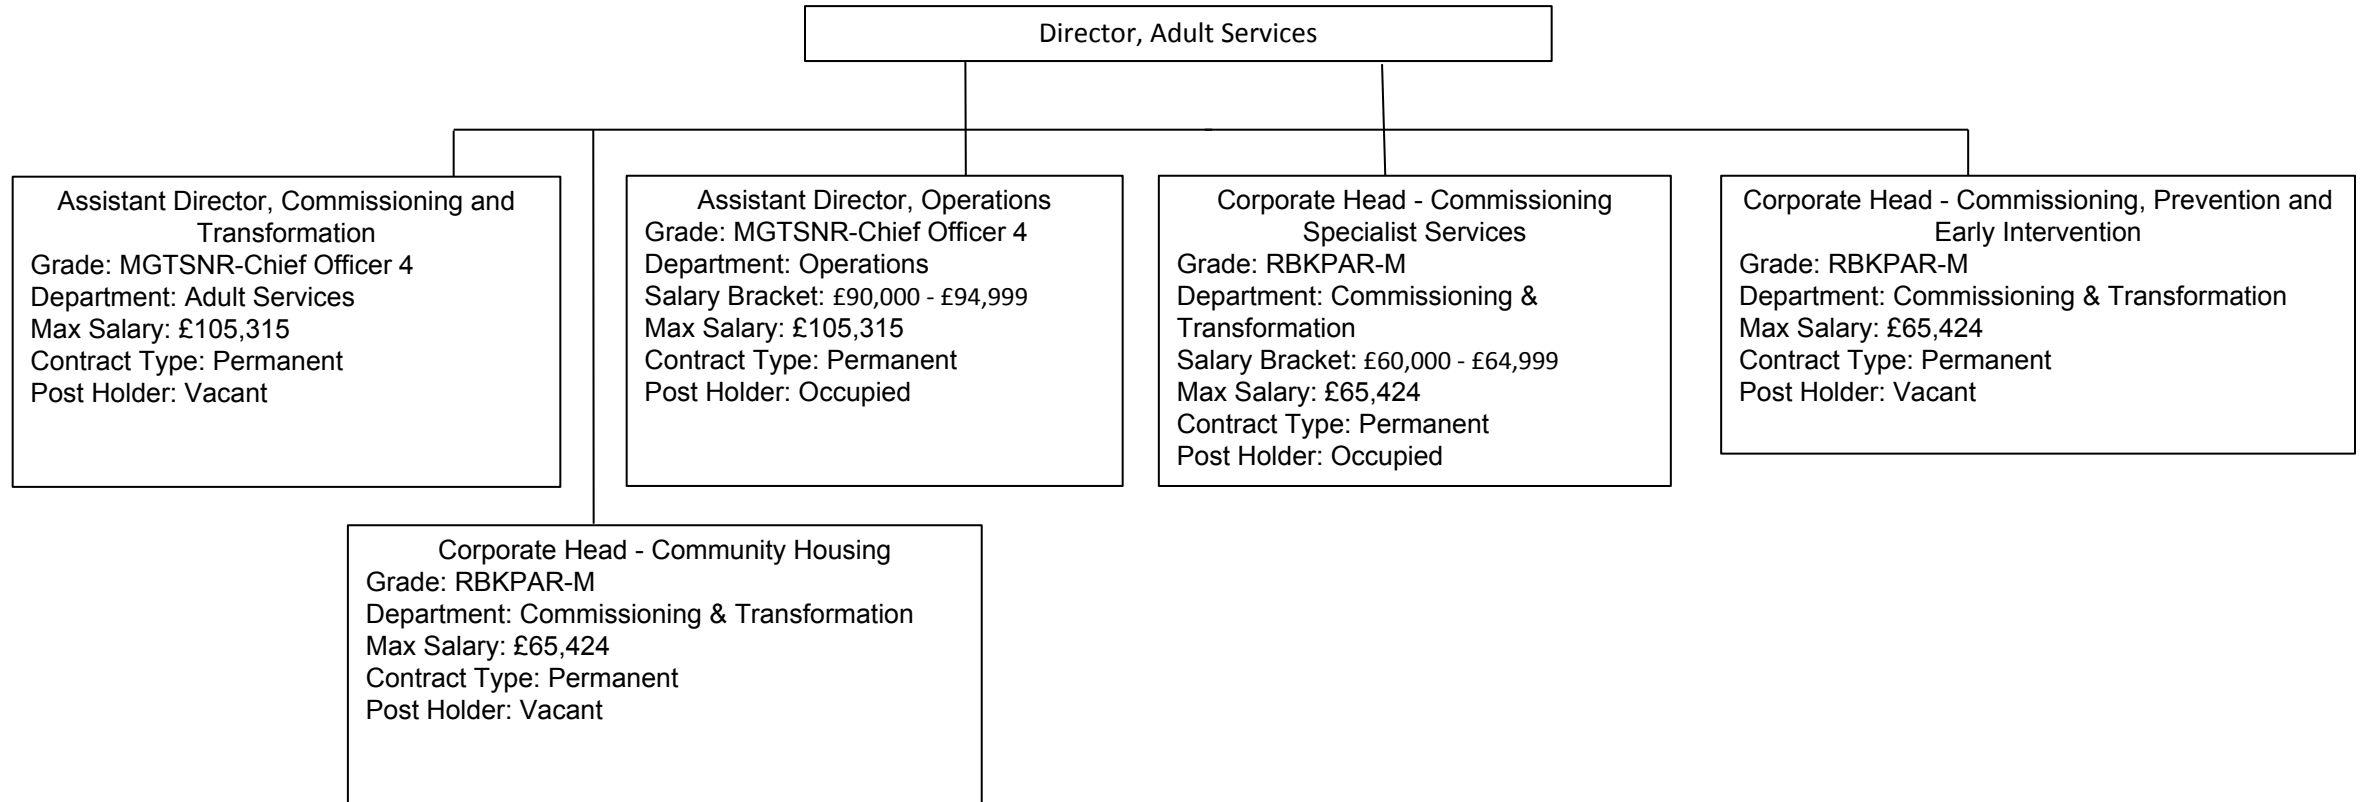 Director, Adult Services
Assistant Director, Commissioning and
Transformation
Grade: MGTSNR-Chief Officer 4
Department: Adult Services
Max Salary: £105,315
Contract Type: Permanent
Post Holder: Vacant
Assistant Director, Operations
Grade: MGTSNR-Chief Officer 4
Department: Operations
Salary Bracket: £90,000 - £94,999
Max Salary: £105,315
Contract Type: Permanent
Post Holder: Occupied
Corporate Head - Commissioning
Specialist Services
Grade: RBKPAR-M
Department: Commissioning &
Transformation
Salary Bracket: £60,000 - £64,999
Max Salary: £65,424
Contract Type: Permanent
Post Holder: Occupied
Corporate Head - Commissioning, Prevention and
Early Intervention
Grade: RBKPAR-M
Department: Commissioning & Transformation
Max Salary: £65,424
Contract Type: Permanent
Post Holder: Vacant
Corporate Head - Community Housing
Grade: RBKPAR-M
Department: Commissioning & Transformation
Max Salary: £65,424
Contract Type: Permanent
Post Holder: Vacant